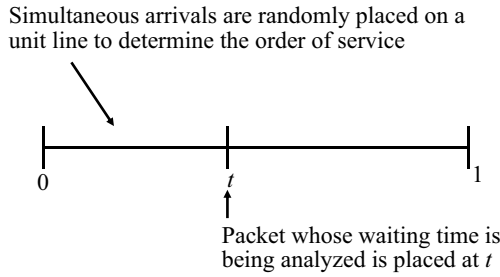 Simultaneous arrivals are randomly placed on a
unit line to determine the order of service
0
t
1
Packet whose waiting time is
being analyzed is placed at t